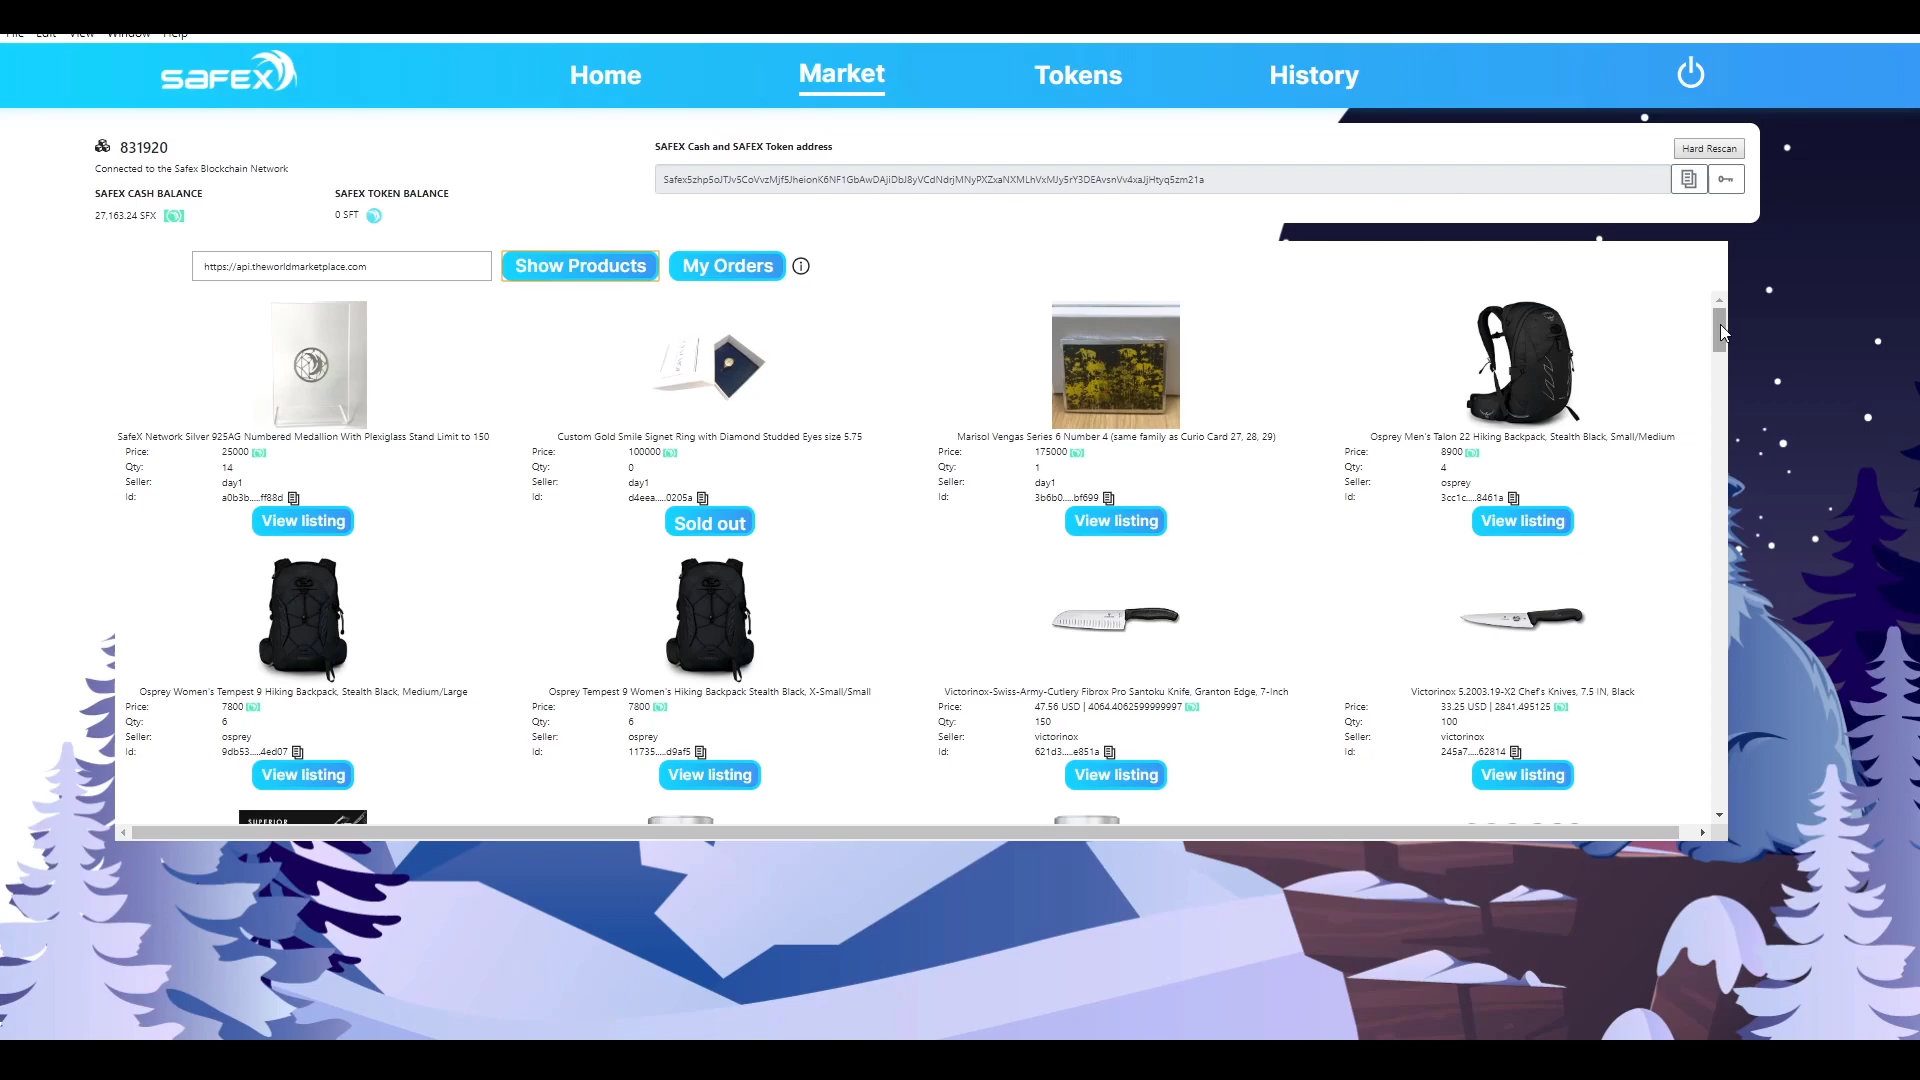 File Edit View Window Help
SAFEX
Home Market Tokens History
831920
Connected to the Safex Blockchain Network
SAFEX CASH BALANCE SAFEX TOKEN BALANCE
27,163.24 SFX 0 SFT
SAFEX Cash and SAFEX Token address
Hard Rescan
Safex5zhp5oJTJv5CoVvzMjf5JheionK6NF1GbAwDAjiDbJ8yVCdNdrjMNyPXZxaNXMLhVxMJy5rY3DEAvsnVv4xaJjHtyq5zm21a
https://api.theworldmarketplace.com Show Products My Orders
SafeX Network Silver 925AG Numbered Medallion With Plexiglass Stand Limit to 150
Price: 25000
Qty: 14
Seller: day1
Id: a0b3b.....ff88d
View listing
Custom Gold Smile Signet Ring with Diamond Studded Eyes size 5.75
Price: 100000
Qty: 0
Seller: day1
Id: d4eea.....0205a
Sold out
Marisol Vengas Series 6 Number 4 (same family as Curio Card 27, 28, 29)
Price: 175000
Qty: 1
Seller: day1
Id: 3b6b0.....bf699
View listing
Osprey Men's Talon 22 Hiking Backpack, Stealth Black, Small/Medium
Price: 8900
Qty: 4
Seller: osprey
Id: 3cc1c.....8461a
View listing
Osprey Women's Tempest 9 Hiking Backpack, Stealth Black, Medium/Large
Price: 7800
Qty: 6
Seller: osprey
Id: 9db53.....4ed07
View listing
Osprey Tempest 9 Women's Hiking Backpack Stealth Black, X-Small/Small
Price: 7800
Qty: 6
Seller: osprey
Id: 11735.....d9af5
View listing
Victorinox-Swiss-Army-Cutlery Fibrox Pro Santoku Knife, Granton Edge, 7-Inch
Price: 47.56 USD | 4064.4062599999997
Qty: 150
Seller: victorinox
Id: 621d3.....e851a
View listing
Victorinox 5.2003.19-X2 Chef's Knives, 7.5 IN, Black
Price: 33.25 USD | 2841.495125
Qty: 100
Seller: victorinox
Id: 245a7.....62814
View listing
SUPERIOR